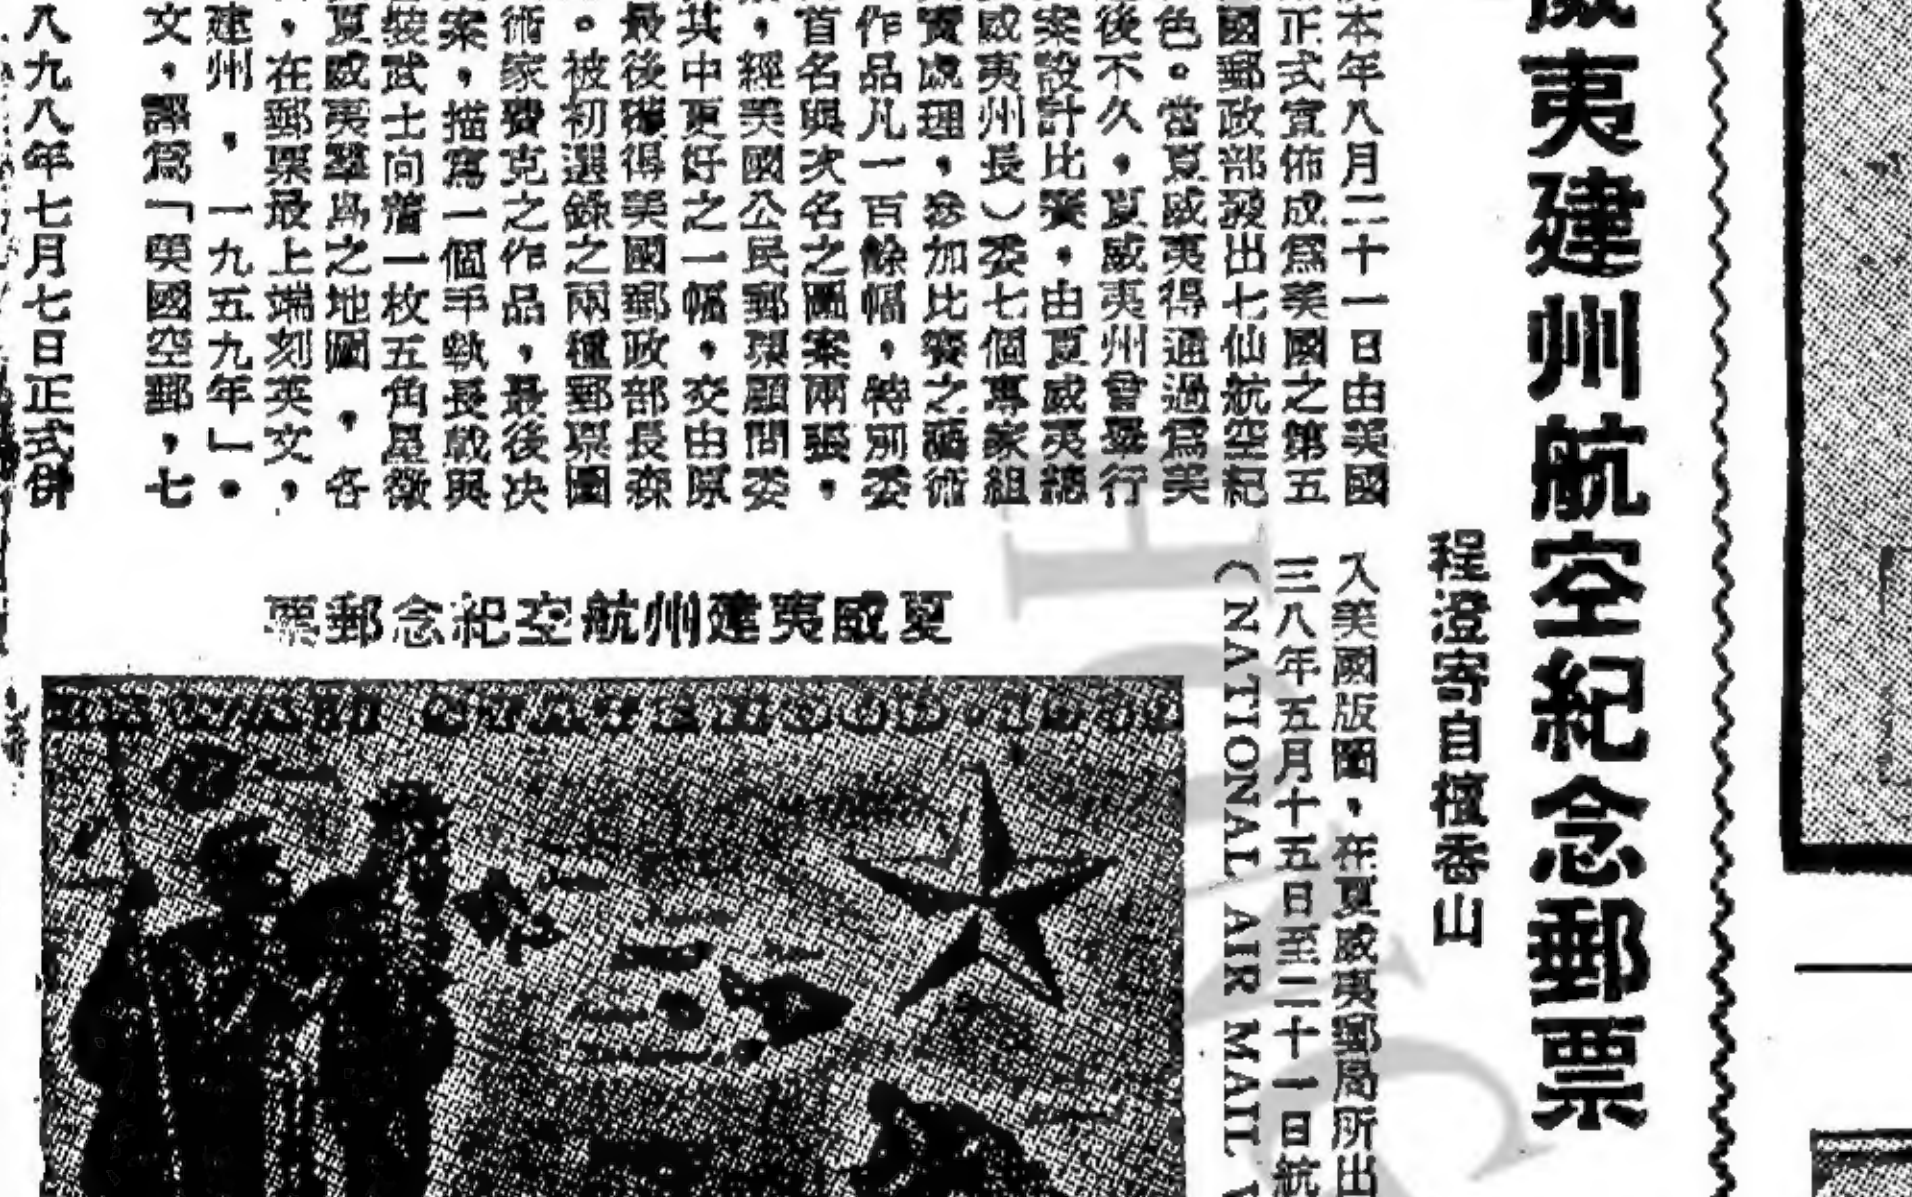 威夷建州航空紀念郵票
程澄寄自檀香山
本年八月二十一日由美國
正式宣佈成爲美國之第五
國郵政部發出七仙航空紀
色。當夏威夷得通過爲美
後不久，夏威夷州曾舉行
案設計比賽，由夏威夷總
威夷州長）委七個專家組
實處理，參加比賽之藝術
作品凡一百餘幅，特別委
首名與次名之圖案兩張，
，經美國公民郵票顧問委
其中更好之一幅，交由原
最後獲得美國郵政部長森
。被初選錄之兩種郵票圖
術家費克之作品，最後决
案，描寫一個手執長戟與
裝武士向着一枚五角星徵
夏威夷羣島之地圖，各
，在郵票最上端刻英文，
建州，一九五九年」。
文，譯爲「美國空郵，七
八九八年七月七日正式併
入美國版圖，在夏威夷郵局所出
三八年五月十五日至二十一日航
（NATIONAL AIR MAIL W
夏威夷建州航空紀念郵票